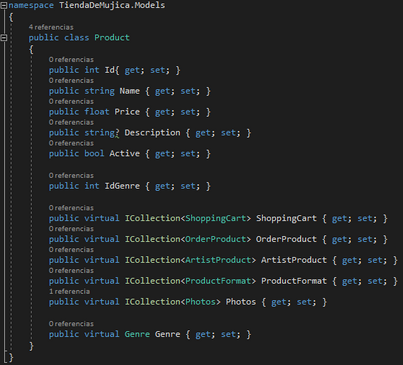 namespace TiendaDeMujica.Models
{
4 referencias
public class Product
{
0 referencias
public int Id{ get; set; }
0 referencias
public string Name { get; set; }
0 referencias
public float Price { get; set; }
0 referencias
public string? Description { get; set; }
0 referencias
public bool Active { get; set; }
0 referencias
public int IdGenre { get; set; }
0 referencias
public virtual ICollection<ShoppingCart> ShoppingCart { get; set; }
0 referencias
public virtual ICollection<OrderProduct> OrderProduct { get; set; }
0 referencias
public virtual ICollection<ArtistProduct> ArtistProduct { get; set; }
0 referencias
public virtual ICollection<ProductFormat> ProductFormat { get; set; }
1 referencia
public virtual ICollection<Photos> Photos { get; set; }
0 referencias
public virtual Genre Genre { get; set; }
}
}